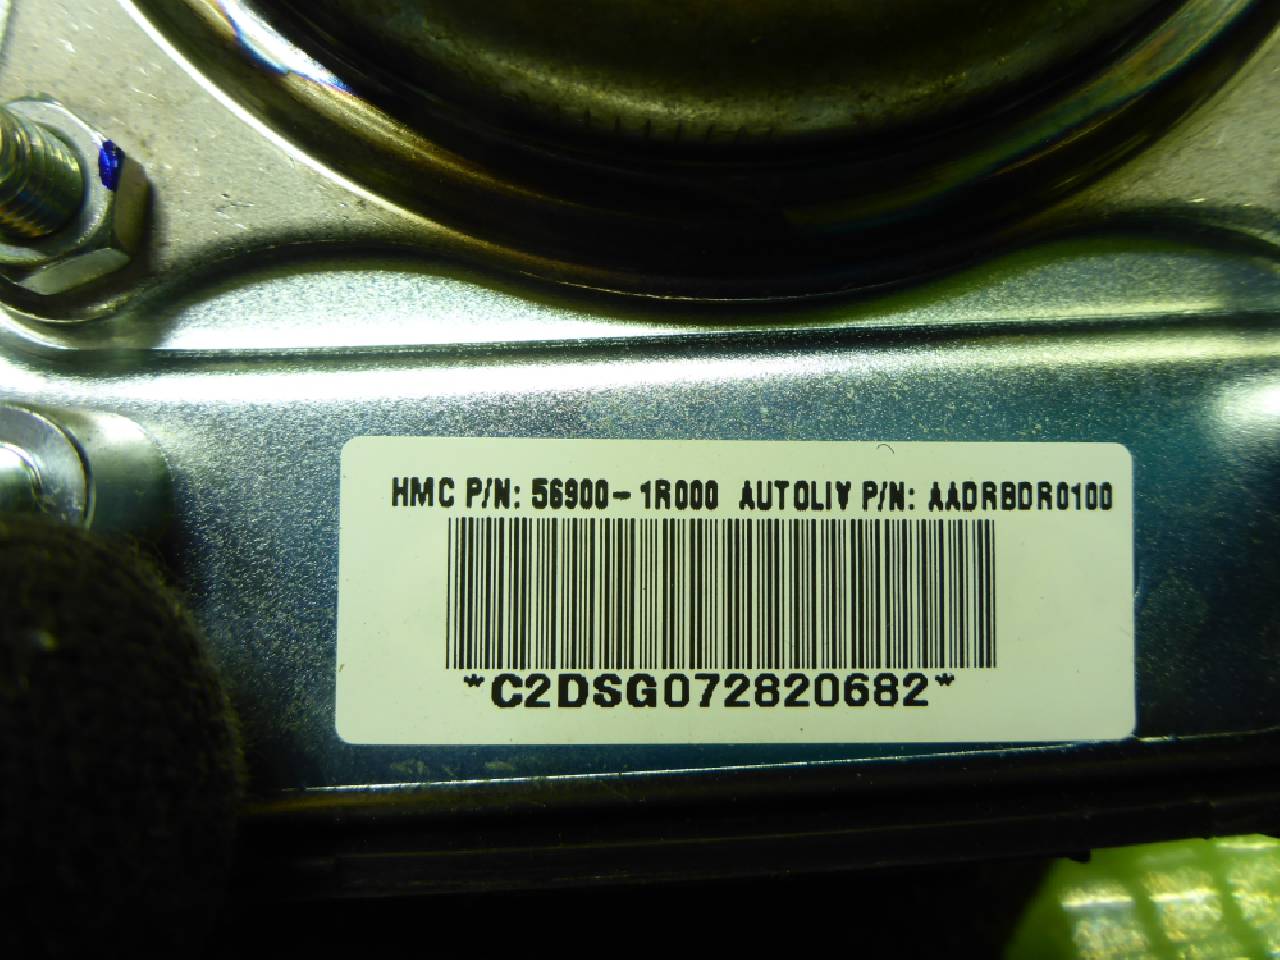 HMC P/N: 56900-1R000 AUTOLIV P/N: AADRBDR0100
*C2DSG072820682*